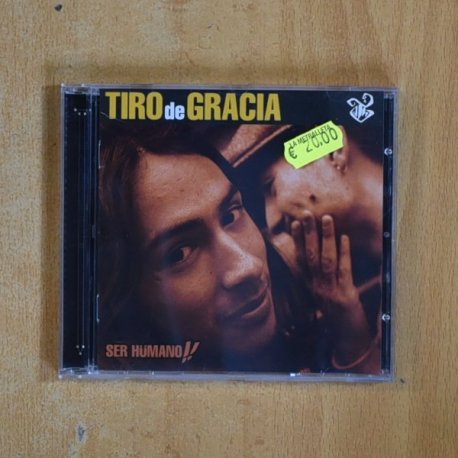 TIRO de GRACIA
LA METRALLETA
€ 20.00
SER HUMANO!!